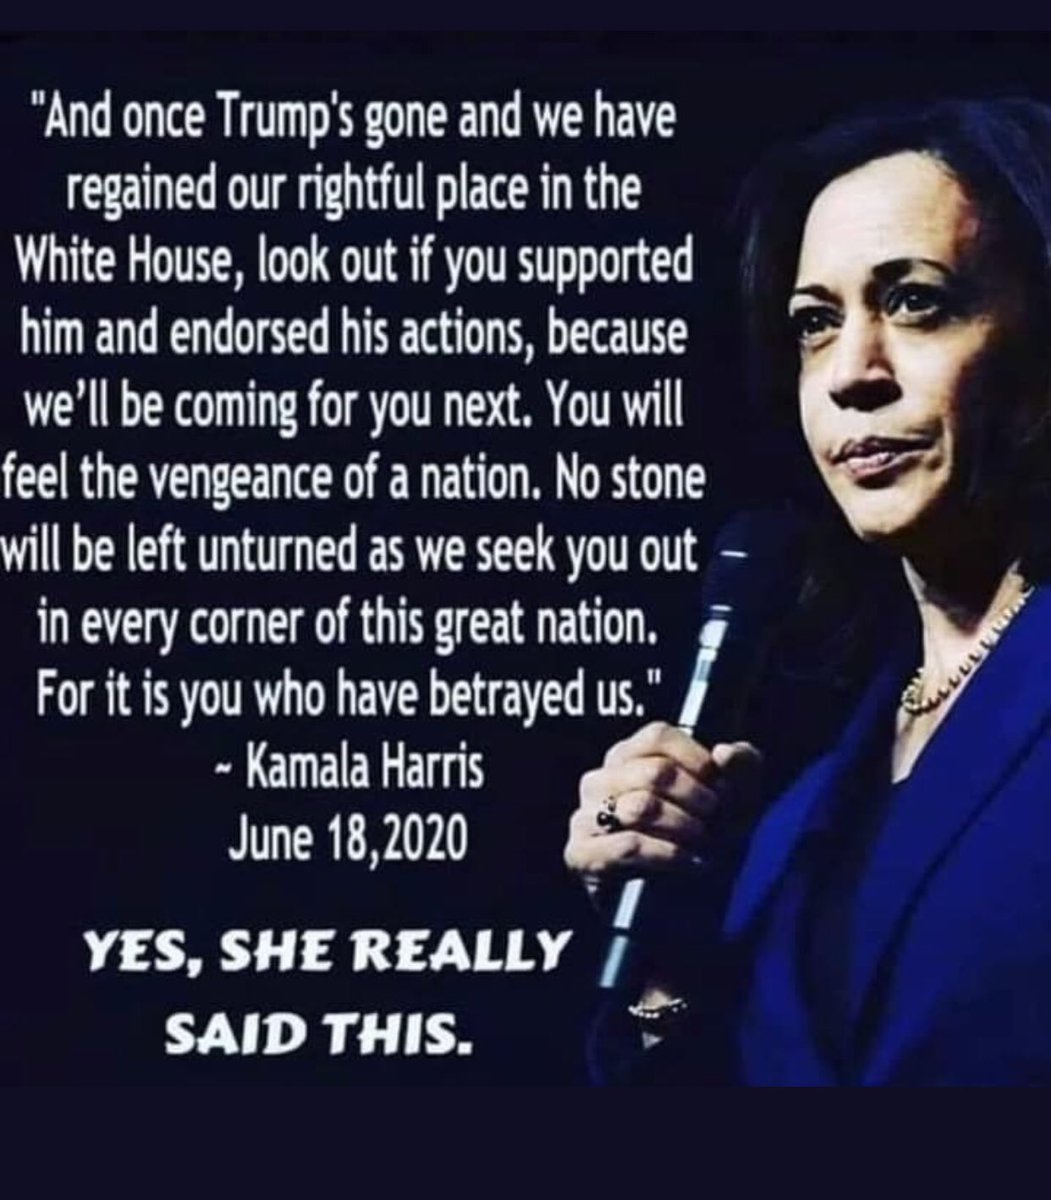 "And once Trump's gone and we have
regained our rightful place in the
White House, look out if you supported
him and endorsed his actions, because
we’ll be coming for you next. You will
feel the vengeance of a nation. No stone
will be left unturned as we seek you out
in every corner of this great nation.
For it is you who have betrayed us."
~ Kamala Harris
June 18,2020
YES, SHE REALLY
SAID THIS.